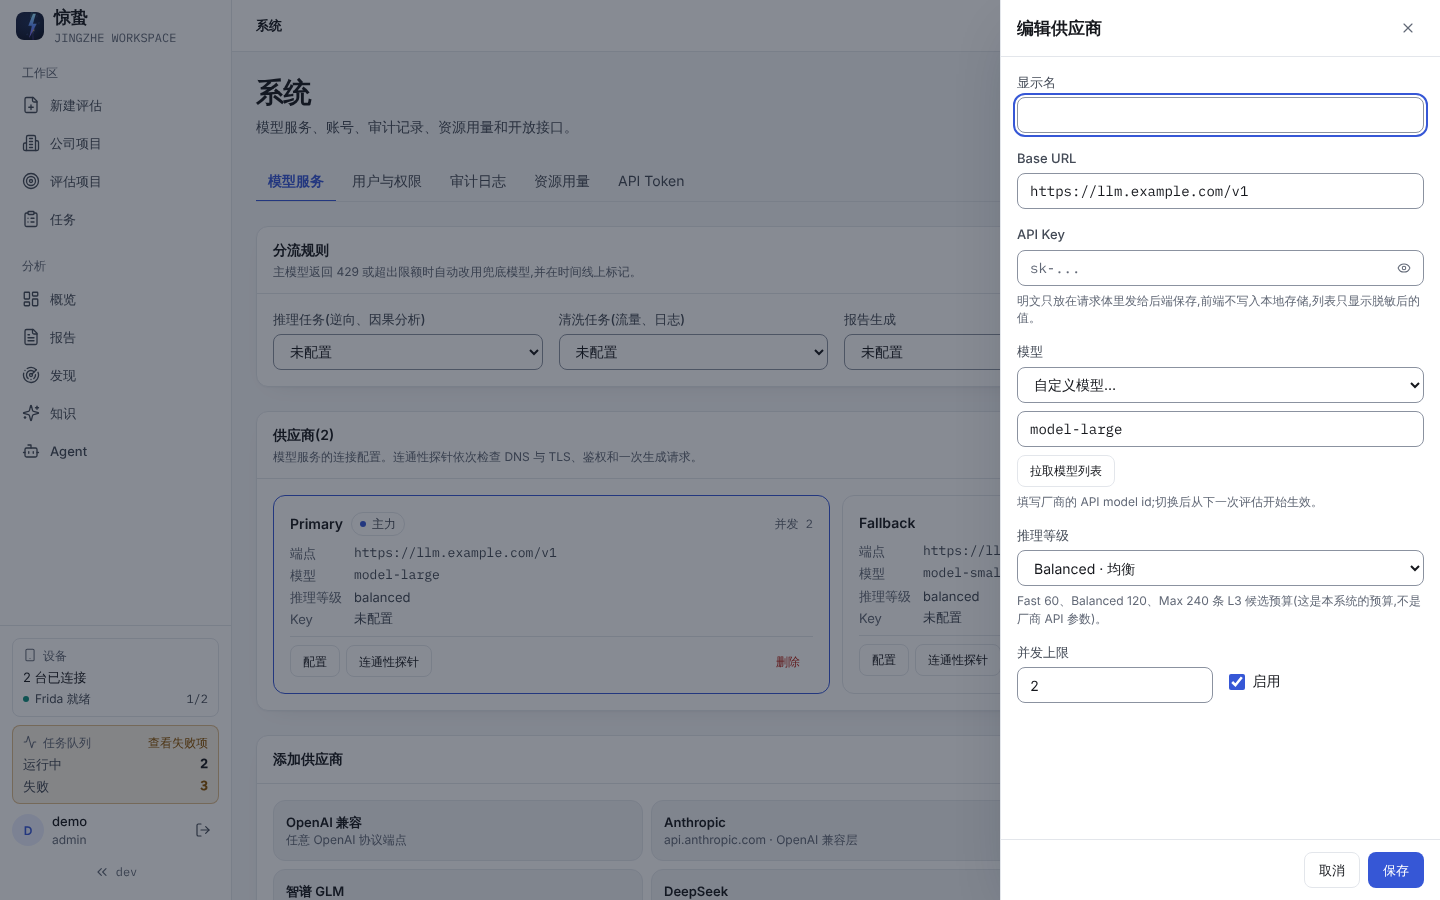 惊蛰
JINGZHE WORKSPACE
工作区
新建评估
公司项目
评估项目
任务
分析
概览
报告
发现
知识
Agent
设备
2 台已连接
Frida 就绪 1/2
任务队列 查看失败项
运行中 2
失败 3
D
demo
admin
dev
系统
系统
模型服务、账号、审计记录、资源用量和开放接口。
模型服务 用户与权限 审计日志 资源用量 API Token
分流规则
主模型返回 429 或超出限额时自动改用兜底模型,并在时间线上标记。
推理任务(逆向、因果分析) 清洗任务(流量、日志) 报告生成
未配置 未配置 未配置
供应商(2)
模型服务的连接配置。连通性探针依次检查 DNS 与 TLS、鉴权和一次生成请求。
Primary 主力 并发 2
端点 https://llm.example.com/v1
模型 model-large
推理等级 balanced
Key 未配置
配置 连通性探针 删除
Fallback
端点 https://ll
模型 model-smal
推理等级 balanced
Key 未配置
配置 连通性探针
添加供应商
OpenAI 兼容
任意 OpenAI 协议端点
Anthropic
api.anthropic.com · OpenAI 兼容层
智谱 GLM
DeepSeek
编辑供应商
显示名
Base URL
https://llm.example.com/v1
API Key
sk-...
明文只放在请求体里发给后端保存,前端不写入本地存储,列表只显示脱敏后的
值。
模型
自定义模型...
model-large
拉取模型列表
填写厂商的 API model id;切换后从下一次评估开始生效。
推理等级
Balanced · 均衡
Fast 60、Balanced 120、Max 240 条 L3 候选预算(这是本系统的预算,不是
厂商 API 参数)。
并发上限
2 启用
取消 保存